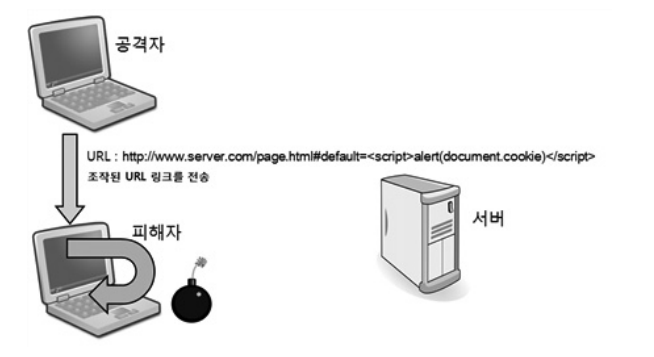 공격자
URL : http://www.server.com/page.html#default=<script>alert(document.cookie)</script>
조작된 URL 링크를 전송
피해자
서버